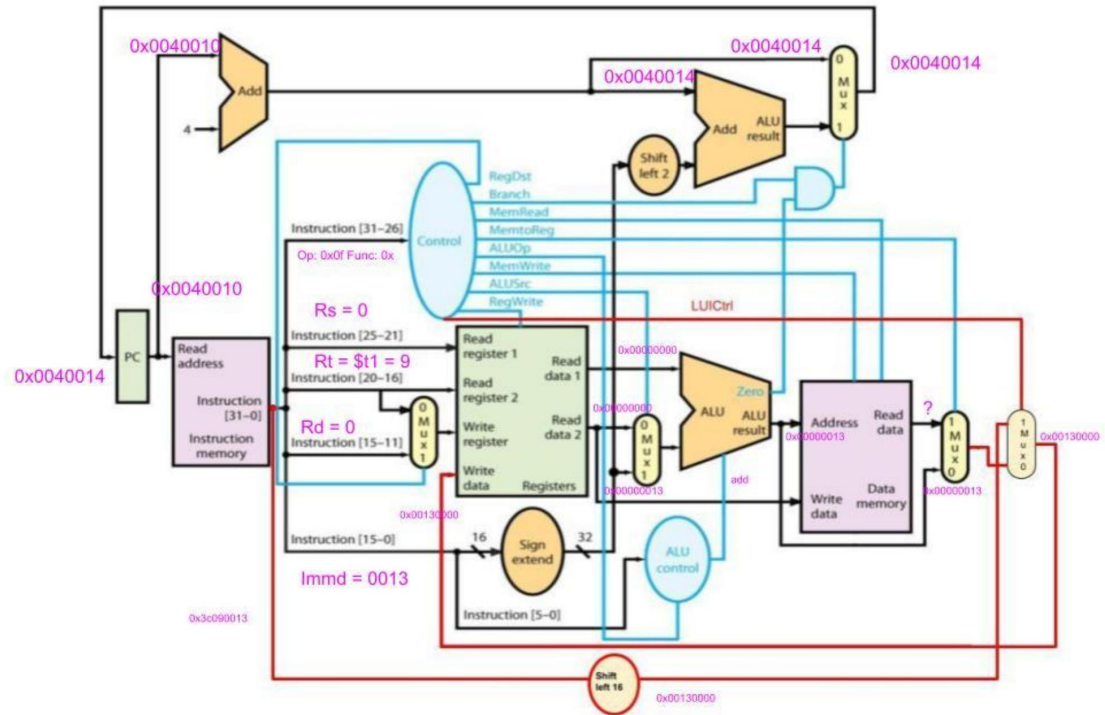 0x0040010
0x0040014
0x0040014
0x0040014
Add
4
Add
ALU
result
0
M
u
x
1
Shift
left 2
RegDst
Branch
MemRead
MemtoReg
ALUOp
MemWrite
ALUSrc
RegWrite
Control
Instruction [31–26]
Op: 0x0f Func: 0x
0x0040010
LUICtrl
Rs = 0
Instruction [25–21]
PC
Read
address
Instruction
[31–0]
Instruction
memory
0x0040014
Rt = $t1 = 9
Instruction [20–16]
Rd = 0
Instruction [15–11]
0
M
u
x
1
Read
register 1
Read
register 2
Write
register
Write
data
Read
data 1
Read
data 2
Registers
0x00000000
0x00000000
0
M
u
x
1
0x00000013
Zero
ALU
ALU
result
add
0x00000013
Address
Read
data
Write
data
Data
memory
?
1
M
u
x
0
0x00000013
1
M
u
x
0
0x00130000
0x00130000
Instruction [15–0]
16
Sign
extend
32
ALU
control
Immd = 0013
Instruction [5–0]
0x3c090013
Shift
left 16
0x00130000